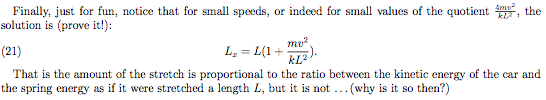 Finally, just for fun, notice that for small speeds, or indeed for small values of the quotient $\frac{4mv^2}{kL^2}$, the
solution is (prove it!):
(21) $L_x = L(1 + \frac{mv^2}{kL^2}).$
That is the amount of the stretch is proportional to the ratio between the kinetic energy of the car and
the spring energy as if it were stretched a length L, but it is not ... (why is it so then?)